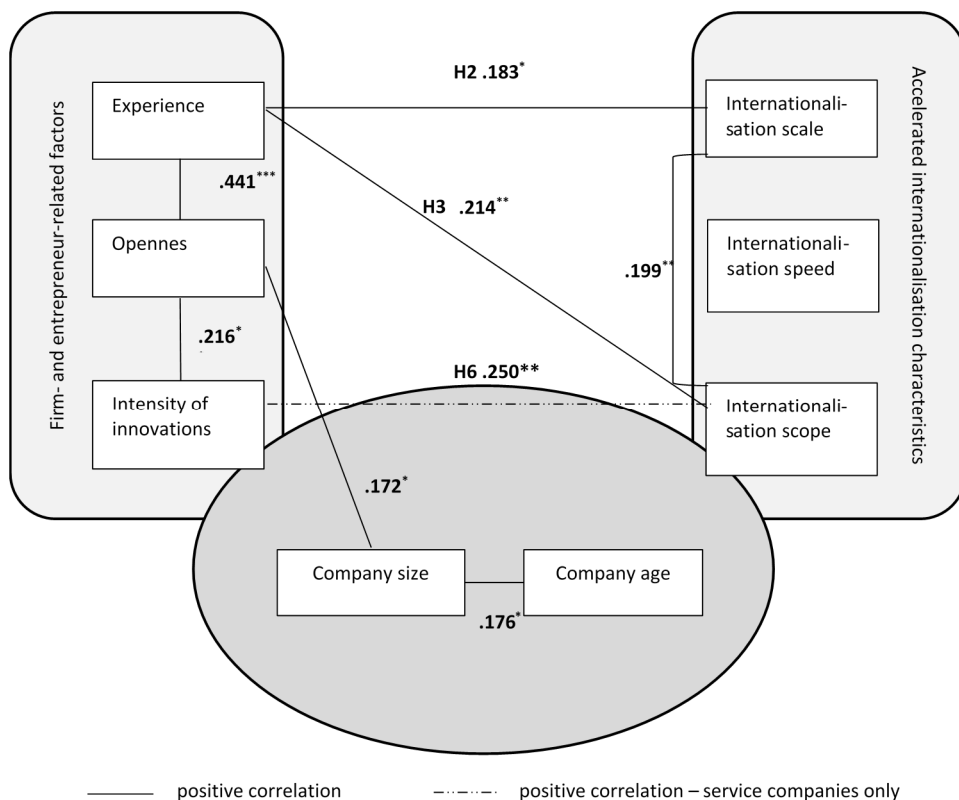 Firm- and entrepreneur-related factors
Experience
.441***
Opennes
.216*
Intensity of
innovations
H2 .183*
H3 .214**
.199**
H6 .250**
.172*
Accelerated internationalisation characteristics
Internationali-
sation scale
Internationali-
sation speed
Internationali-
sation scope
Company size
Company age
.176*
positive correlation
positive correlation – service companies only